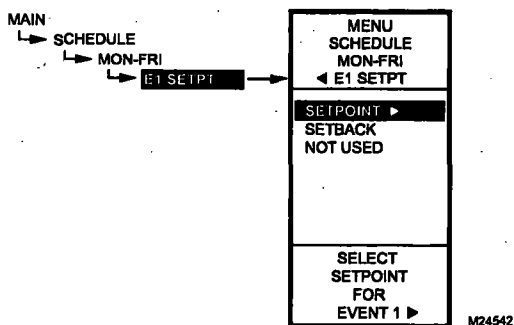 MAIN
SCHEDULE
MON-FRI
E1 SETPT
MENU
SCHEDULE
MON-FRI
◄ E1 SETPT
SETPOINT ►
SETBACK
NOT USED
SELECT
SETPOINT
FOR
EVENT 1 ►
M24542